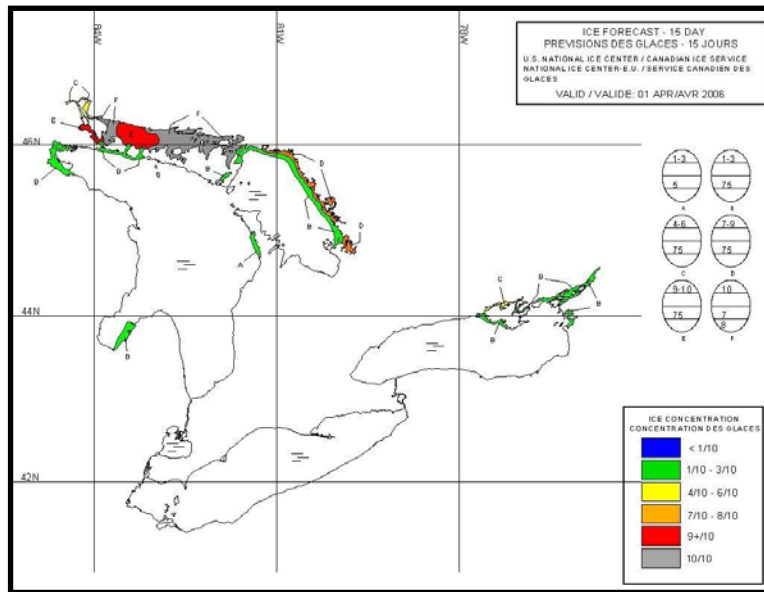 84W
81W
78W
ICE FORECAST - 15 DAY
PREVISIONS DES GLACES - 15 JOURS
U.S. NATIONAL ICE CENTER / CANADIAN ICE SERVICE
NATIONAL ICE CENTER-E.U. / SERVICE CANADIEN DES
GLACES
VALID / VALIDE: 01 APR/AVR 2006
C
F
F
E
E
46N
D
D
B
D
B
D
A
B
1-3
5
A
1-3
75
B
4-6
75
C
7-9
75
D
9-10
75
E
10
7
8
F
C
D
B
B
44N
42N
ICE CONCENTRATION
CONCENTRATION DES GLACES
< 1/10
1/10 - 3/10
4/10 - 6/10
7/10 - 8/10
9+/10
10/10